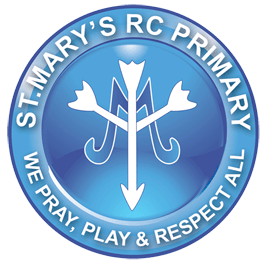 ST.MARY'S RC PRIMARY
WE PRAY, PLAY & RESPECT ALL